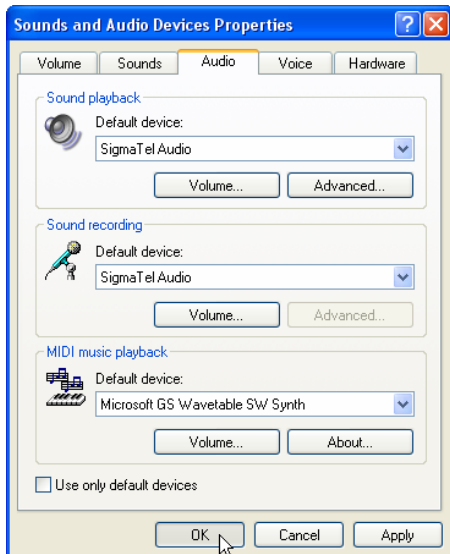 Sounds and Audio Devices Properties
Volume Sounds Audio Voice Hardware
Sound playback
Default device:
SigmaTel Audio
Volume... Advanced...
Sound recording
Default device:
SigmaTel Audio
Volume... Advanced...
MIDI music playback
Default device:
Microsoft GS Wavetable SW Synth
Volume... About...
Use only default devices
OK Cancel Apply